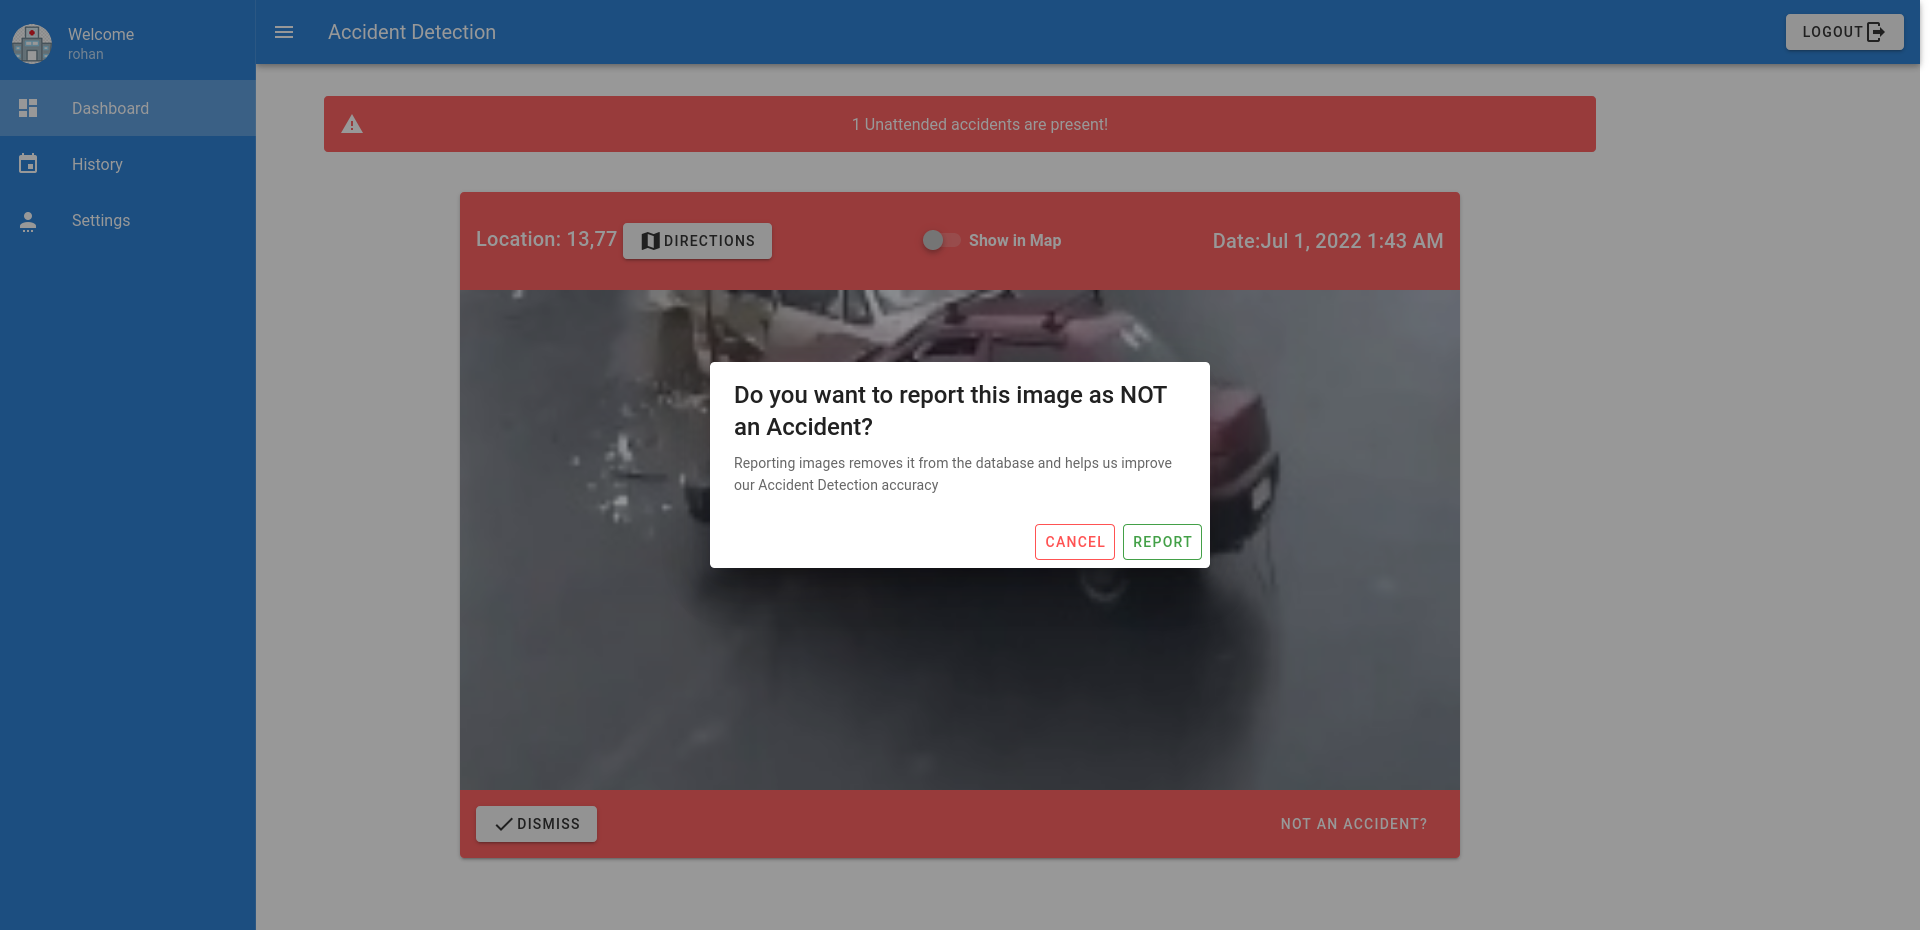 Welcome
rohan
Dashboard
History
Settings
Accident Detection
LOGOUT
1 Unattended accidents are present!
Location: 13,77
DIRECTIONS
Show in Map
Date:Jul 1, 2022 1:43 AM
Do you want to report this image as NOT
an Accident?
Reporting images removes it from the database and helps us improve
our Accident Detection accuracy
CANCEL
REPORT
DISMISS
NOT AN ACCIDENT?